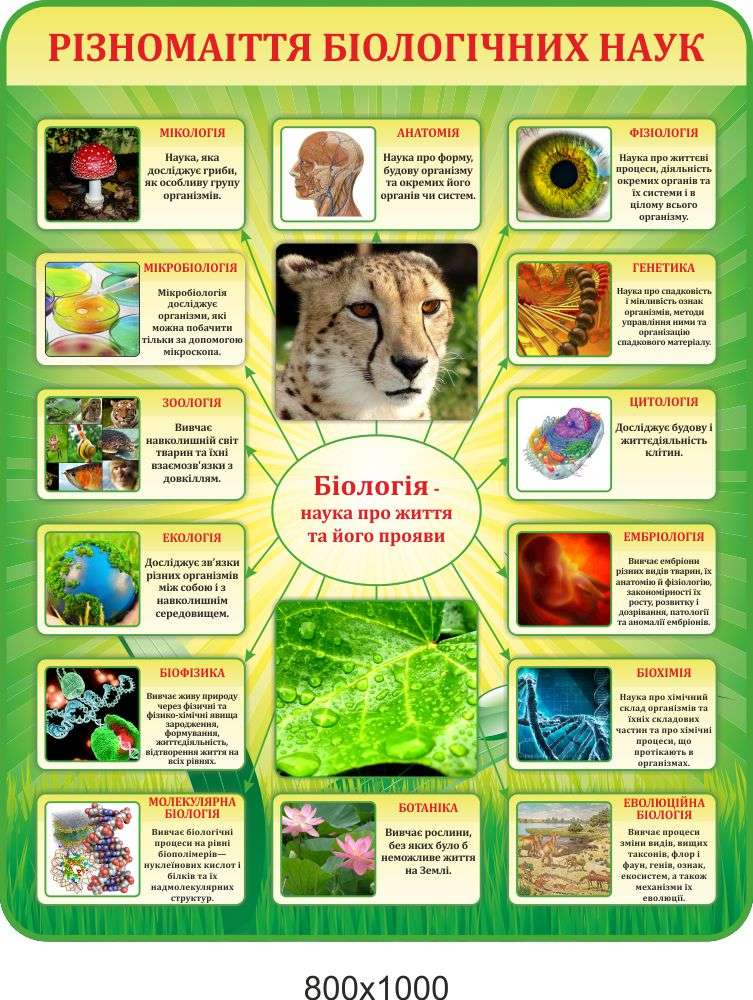 РІЗНОМАІТТЯ БІОЛОГІЧНИХ НАУК
МІКОЛОГІЯ
Наука, яка
досліджує гриби,
як особливу групу
організмів.
АНАТОМІЯ
Наука про форму,
будову організму
та окремих його
органів чи систем.
ФІЗІОЛОГІЯ
Наука про життєві
процеси, діяльність
окремих органів та
їх системи і в
цілому всього
організму.
МІКРОБІОЛОГІЯ
Мікробіологія
досліджує
організми, які
можна побачити
тільки за допомогою
мікроскопа.
ГЕНЕТИКА
Наука про спадковість
і мінливість ознак
організмів, методи
управління ними та
організацію
спадкового матеріалу.
ЗООЛОГІЯ
Вивчає
навколишній світ
тварин та їхні
взаємозв'язки з
довкіллям.
ЦИТОЛОГІЯ
Досліджує будову і
життєдіяльність
клітин.
Біологія -
наука про життя
та його прояви
ЕКОЛОГІЯ
Досліджує зв’язки
різних організмів
між собою і з
навколишнім
середовищем.
ЕМБРІОЛОГІЯ
Вивчає ембріони
різних видів тварин, їх
анатомію й фізіологію,
закономірності їх
росту, розвитку і
дозрівання, патології
та аномалії ембріонів.
БІОФІЗИКА
Вивчає живу природу
через фізичні та
фізико-хімічні явища
зародження,
формування,
життєдіяльність,
відтворення життя на
всіх рівнях.
БІОХІМІЯ
Наука про хімічний
склад організмів та
їхніх складових
частин та про хімічні
процеси, що
протікають в
організмах.
МОЛЕКУЛЯРНА
БІОЛОГІЯ
Вивчає біологічні
процеси на рівні
біополімерів—
нуклеїнових кислот і
білків та їх
надмолекулярних
структур.
БОТАНІКА
Вивчає рослини,
без яких було б
неможливе життя
на Землі.
ЕВОЛЮЦІЙНА
БІОЛОГІЯ
Вивчає процеси
зміни видів, вищих
таксонів, флор і
фаун, генів, ознак,
екосистем, а також
механізми їх
еволюції.
800х1000